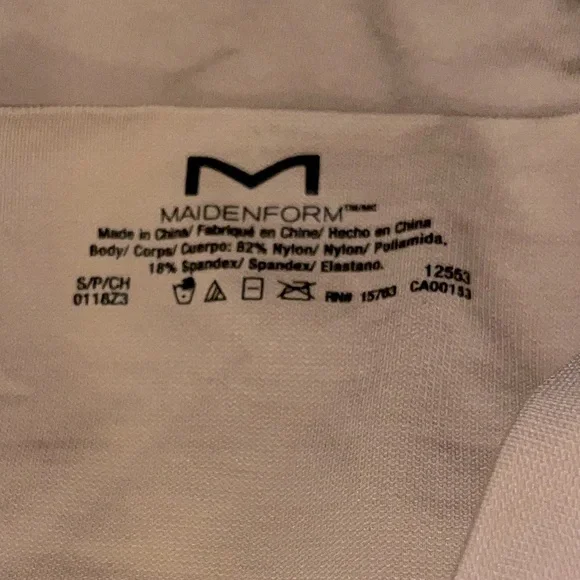 M
MAIDENFORM™/MC
Made in China/ Fabriqué en Chine/ Hecho en China
Body/ Corps/ Cuerpo: 82% Nylon/ Nylon/ Poliamida,
18% Spandex/ Spandex/ Elastano.
S/P/CH
0118Z3
RN# 15763
12553
CA00153